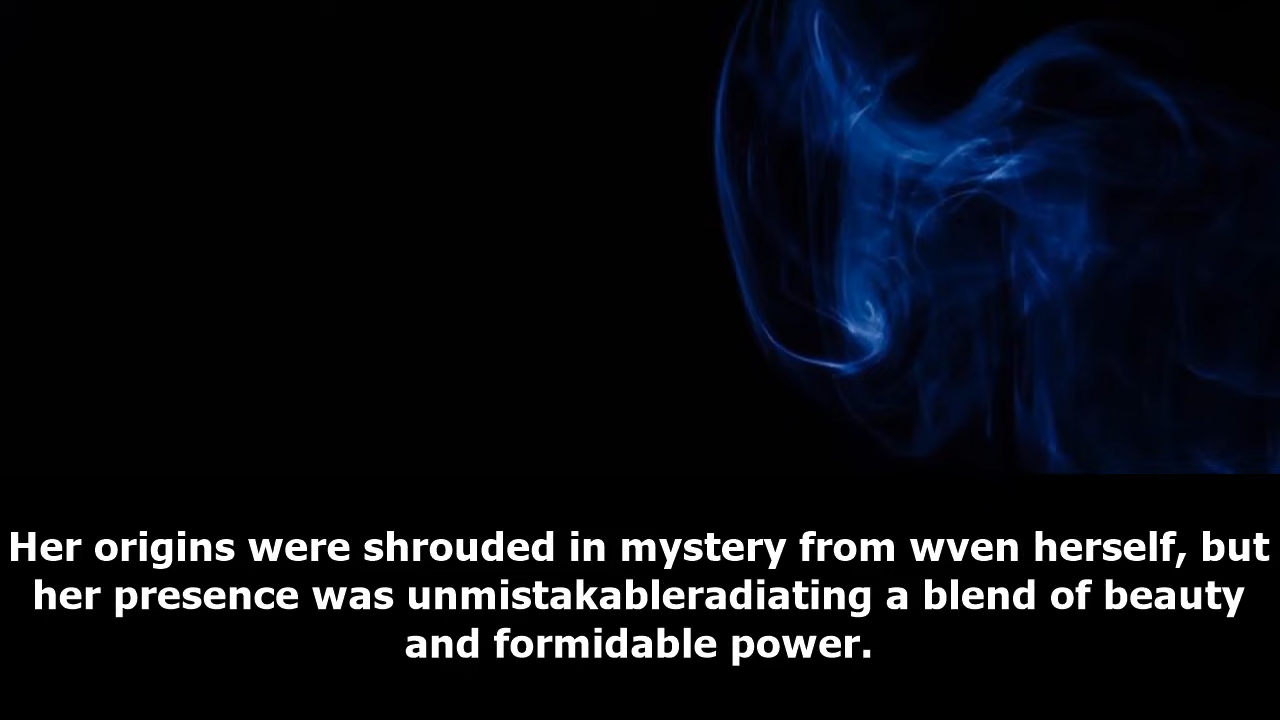 Her origins were shrouded in mystery from wven herself, but
her presence was unmistakableradiating a blend of beauty
and formidable power.